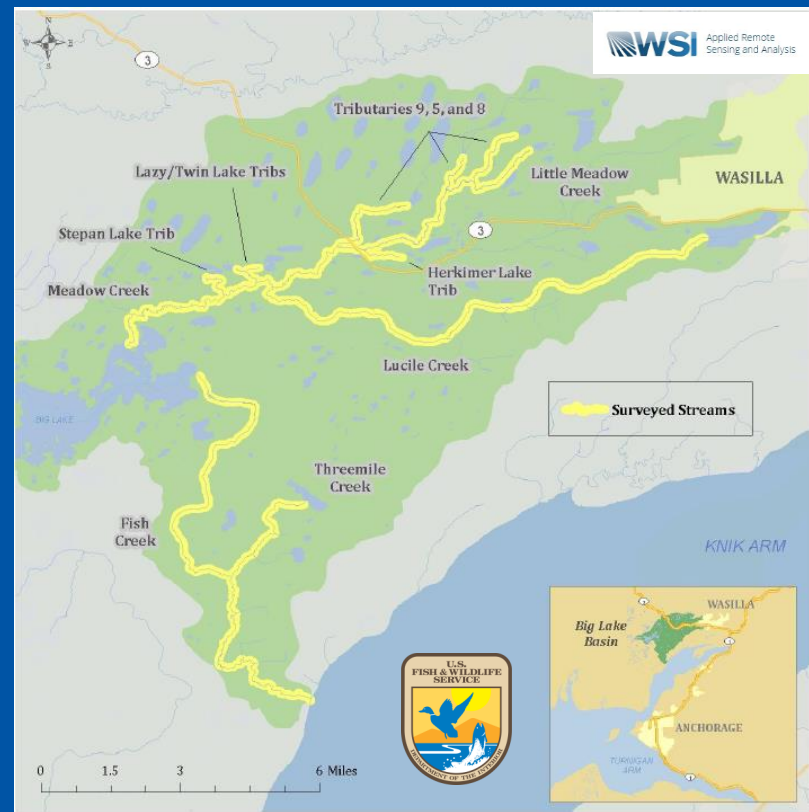 N
W
E
S
3
WSI
Applied Remote
Sensing and Analysis
Tributaries 9, 5, and 8
Lazy/Twin Lake Tribs
Little Meadow
Creek
WASILLA
Stepan Lake Trib
3
Herkimer Lake
Trib
Meadow Creek
Lucile Creek
BIG LAKE
Surveyed Streams
Threemile
Creek
Fish
Creek
KNIK ARM
WASILLA
3
Big Lake
Basin
1
ANCHORAGE
TURNAGAIN
ARM
1
U.S.
FISH & WILDLIFE
SERVICE
DEPARTMENT OF THE INTERIOR
0 1.5 3 6 Miles